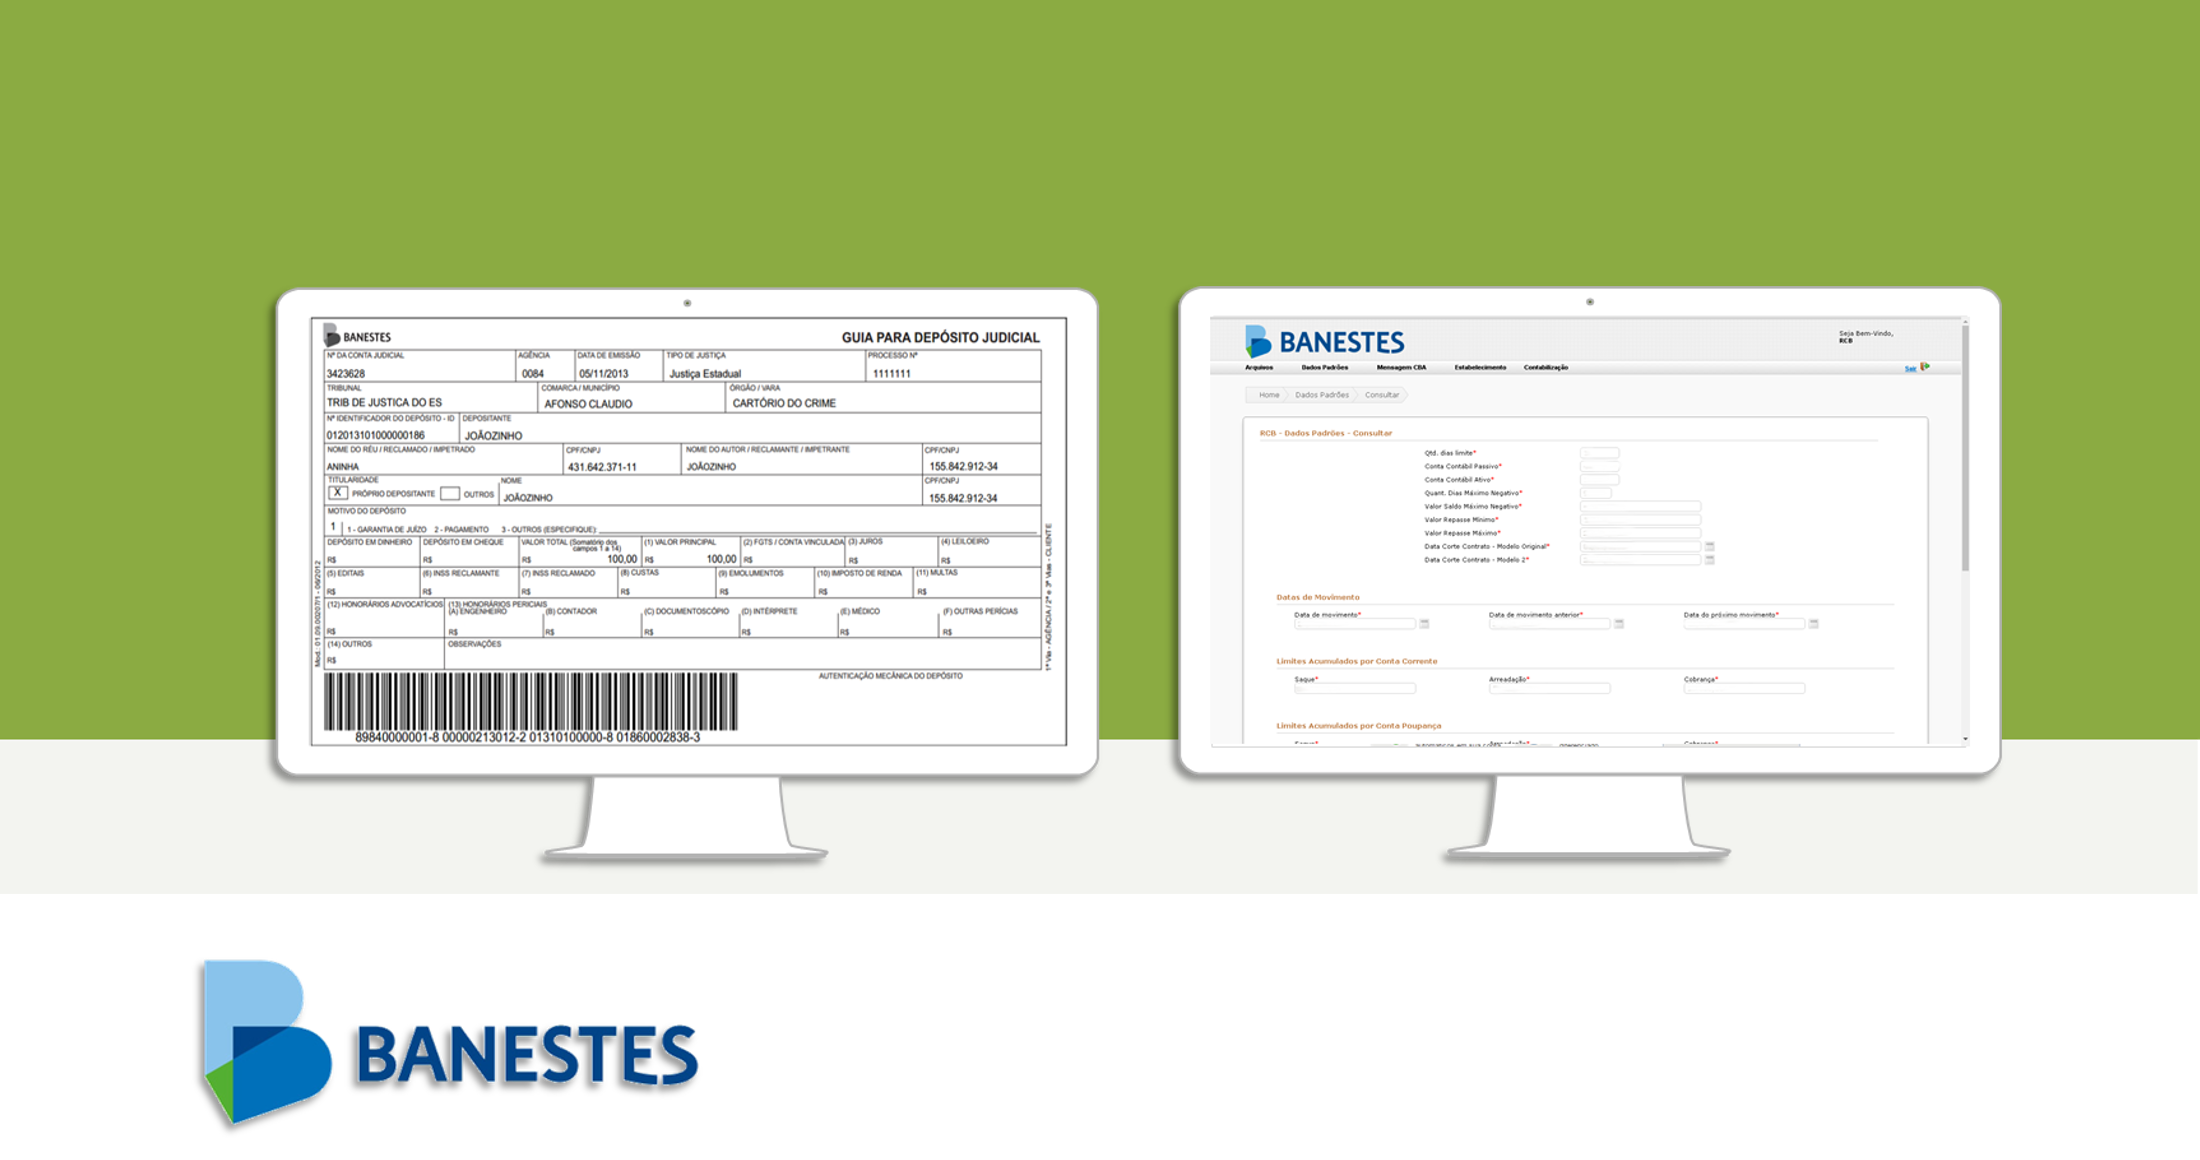 BANESTES
GUIA PARA DEPÓSITO JUDICIAL
Nº DA CONTA JUDICIAL AGÊNCIA DATA DE EMISSÃO TIPO DE JUSTIÇA PROCESSO Nº
3423628 0084 05/11/2013 Justiça Estadual 1111111
TRIBUNAL COMARCA / MUNICÍPIO ÓRGÃO / VARA
TRIB DE JUSTICA DO ES AFONSO CLAUDIO CARTÓRIO DO CRIME
Nº IDENTIFICADOR DO DEPÓSITO - ID DEPOSITANTE
012013101000000186 JOÃOZINHO
NOME DO RÉU / RECLAMADO / IMPETRADO CPF/CNPJ NOME DO AUTOR / RECLAMANTE / IMPETRANTE CPF/CNPJ
ANINHA 431.642.371-11 JOÃOZINHO 155.842.912-34
TITULARIDADE NOME CPF/CNPJ
X PRÓPRIO DEPOSITANTE OUTROS JOÃOZINHO 155.842.912-34
MOTIVO DO DEPÓSITO
1 1 - GARANTIA DE JUÍZO 2 - PAGAMENTO 3 - OUTROS (ESPECIFIQUE):
DEPÓSITO EM DINHEIRO DEPÓSITO EM CHEQUE VALOR TOTAL (Somatório dos campos 1 a 14) (1) VALOR PRINCIPAL (2) FGTS / CONTA VINCULADA (3) JUROS (4) LEILOEIRO
R$ R$ R$ 100,00 R$ 100,00 R$ R$ R$
(5) EDITAIS (6) INSS RECLAMANTE (7) INSS RECLAMADO (8) CUSTAS (9) EMOLUMENTOS (10) IMPOSTO DE RENDA (11) MULTAS
R$ R$ R$ R$ R$ R$ R$
(12) HONORÁRIOS ADVOCATÍCIOS (13) HONORÁRIOS PERICIAIS
(A) ENGENHEIRO (B) CONTADOR (C) DOCUMENTOSCÓPIO (D) INTÉRPRETE (E) MÉDICO (F) OUTRAS PERÍCIAS
R$ R$ R$ R$ R$ R$ R$
(14) OUTROS OBSERVAÇÕES
R$
Mod.: 01.09.00207/1 - 06/2012
1ª Via - AGÊNCIA / 2ª e 3ª Vias - CLIENTE
AUTENTICAÇÃO MECÂNICA DO DEPÓSITO
89840000001-8 00000213012-2 01310100000-8 01860002838-3
BANESTES
Seja Bem-Vindo,
RCB
Arquivos Dados Padrões Mensagem CBA Estabelecimento Contabilização Sair
Home Dados Padrões Consultar
RCB - Dados Padrões - Consultar
Qtd. dias limite*
Conta Contábil Passivo*
Conta Contábil Ativo*
Quant. Dias Máximo Negativo*
Valor Saldo Máximo Negativo*
Valor Repasse Mínimo*
Valor Repasse Máximo*
Data Corte Contrato - Modelo Original*
Data Corte Contrato - Modelo 2*
Datas de Movimento
Data de movimento* Data de movimento anterior* Data do próximo movimento*
Limites Acumulados por Conta Corrente
Saque* Arreadação* Cobrança*
Limites Acumulados por Conta Poupança
BANESTES